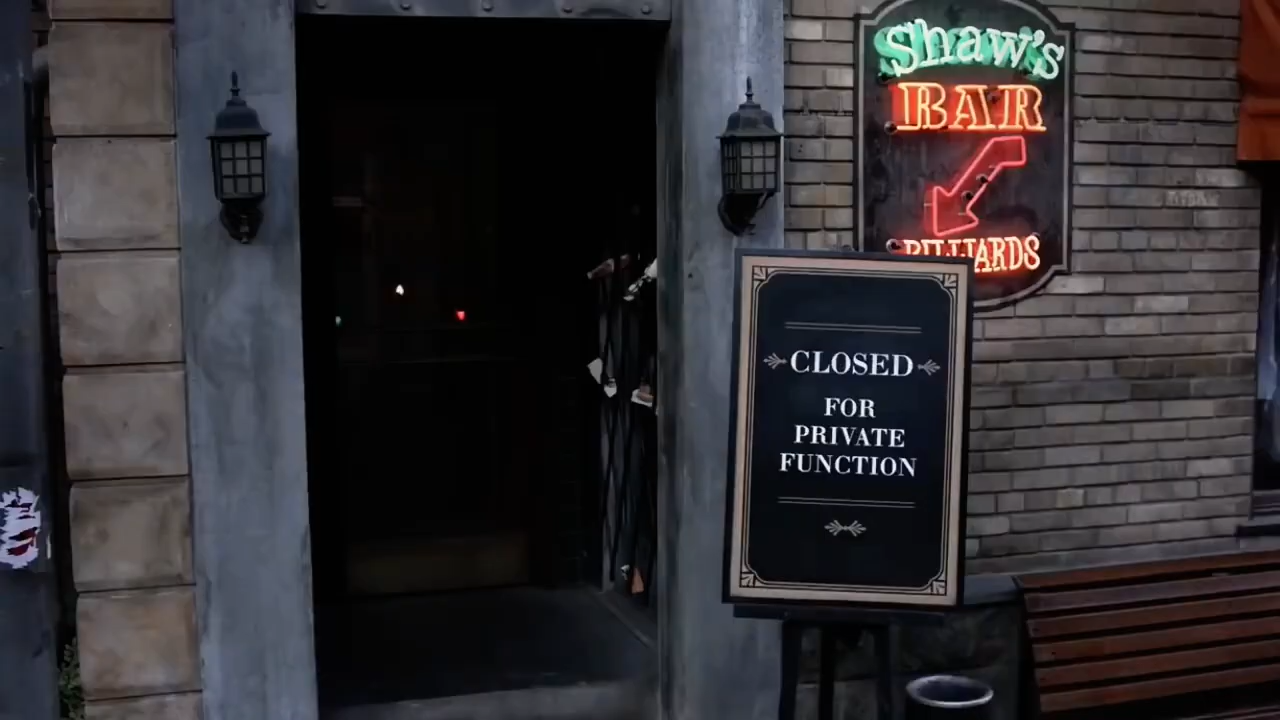 Shaw's
BAR
BILLIARDS
CLOSED
FOR
PRIVATE
FUNCTION